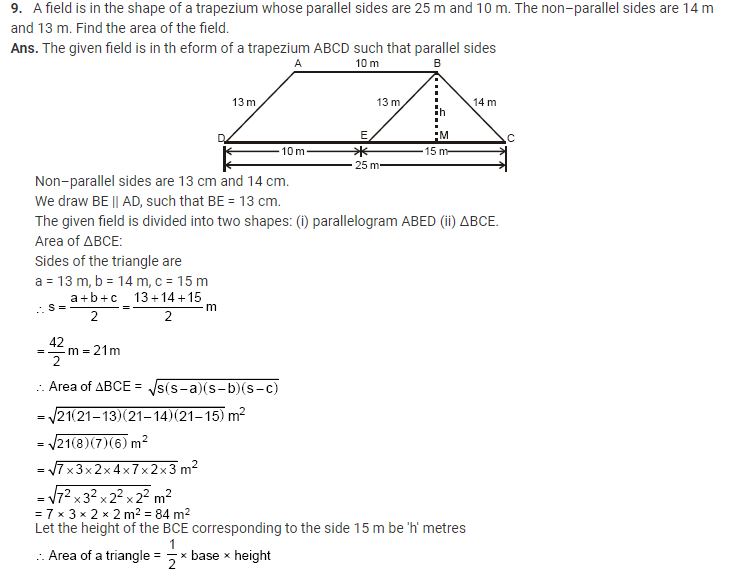 9. A field is in the shape of a trapezium whose parallel sides are 25 m and 10 m. The non−parallel sides are 14 m
and 13 m. Find the area of the field.
Ans. The given field is in th eform of a trapezium ABCD such that parallel sides
A 10 m B
13 m 13 m 14 m
h
D E M C
10 m 15 m
25 m
Non−parallel sides are 13 cm and 14 cm.
We draw BE || AD, such that BE = 13 cm.
The given field is divided into two shapes: (i) parallelogram ABED (ii) ΔBCE.
Area of ΔBCE:
Sides of the triangle are
a = 13 m, b = 14 m, c = 15 m
∴ s = (a+b+c)/2 = (13+14+15)/2 m
= 42/2 m = 21m
∴ Area of ΔBCE = √s(s−a)(s−b)(s−c)
= √21(21−13)(21−14)(21−15) m²
= √21(8)(7)(6) m²
= √7×3×2×4×7×2×3 m²
= √7²×3²×2²×2² m²
= 7 × 3 × 2 × 2 m² = 84 m²
Let the height of the BCE corresponding to the side 15 m be 'h' metres
∴ Area of a triangle = 1/2 × base × height